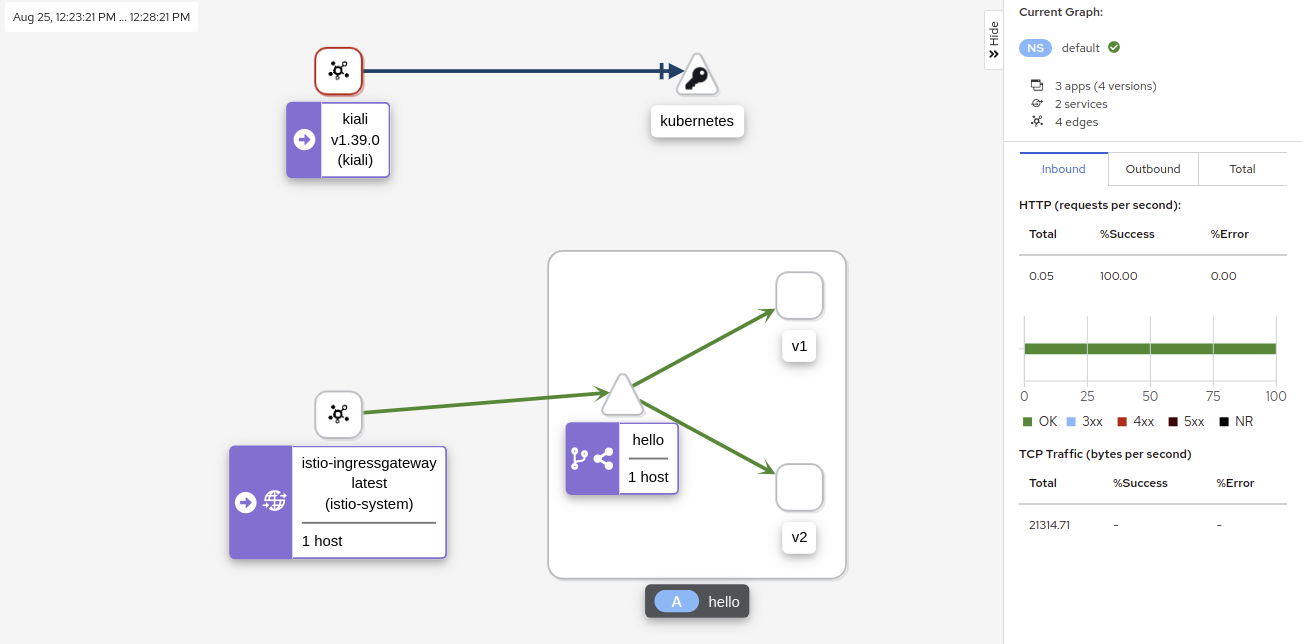 Aug 25, 12:23:21 PM ... 12:28:21 PM
kiali
v1.39.0
(kiali)
kubernetes
istio-ingressgateway
latest
(istio-system)
1 host
hello
1 host
v1
v2
A hello
Hide
Current Graph:
NS default
3 apps (4 versions)
2 services
4 edges
Inbound Outbound Total
HTTP (requests per second):
Total %Success %Error
0.05 100.00 0.00
0 25 50 75 100
OK 3xx 4xx 5xx NR
TCP Traffic (bytes per second)
Total %Success %Error
21314.71 - -